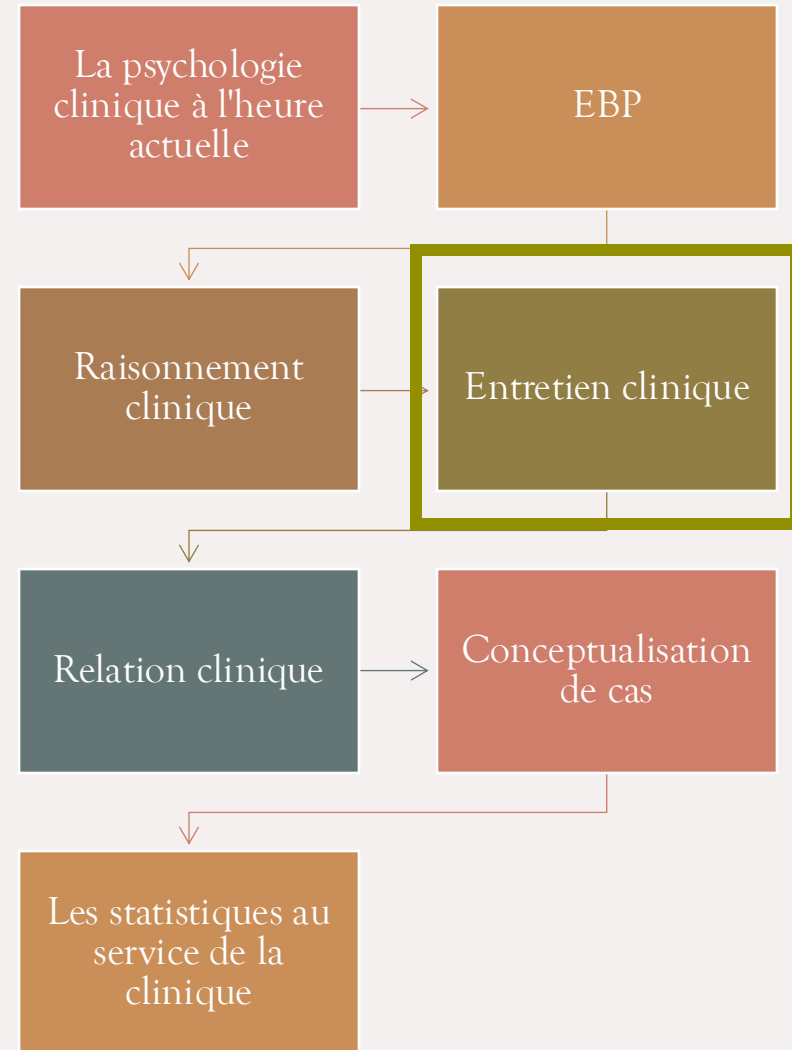 La psychologie
clinique à l'heure
actuelle
EBP
Raisonnement
clinique
Entretien clinique
Relation clinique
Conceptualisation
de cas
Les statistiques au
service de la
clinique